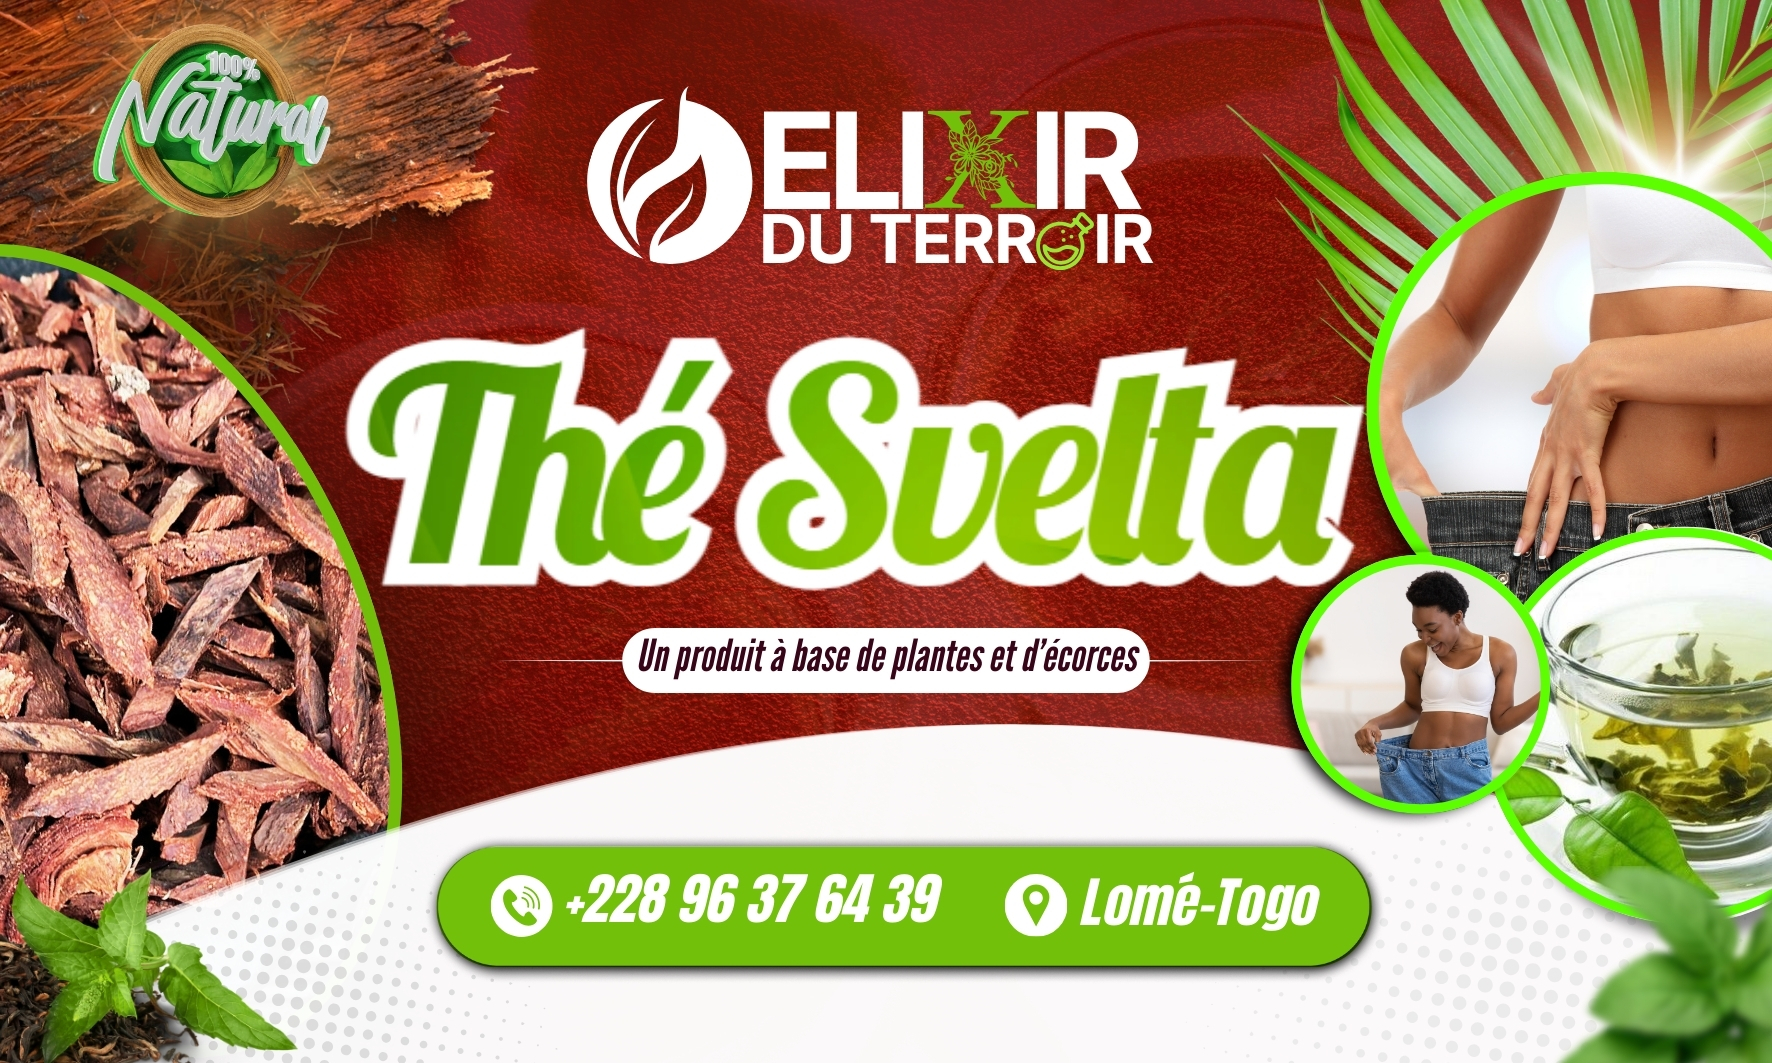 100%
Natural
ELIXIR
DU TERROIR
Thé Svelta
Un produit à base de plantes et d'écorces
+228 96 37 64 39
Lomé-Togo